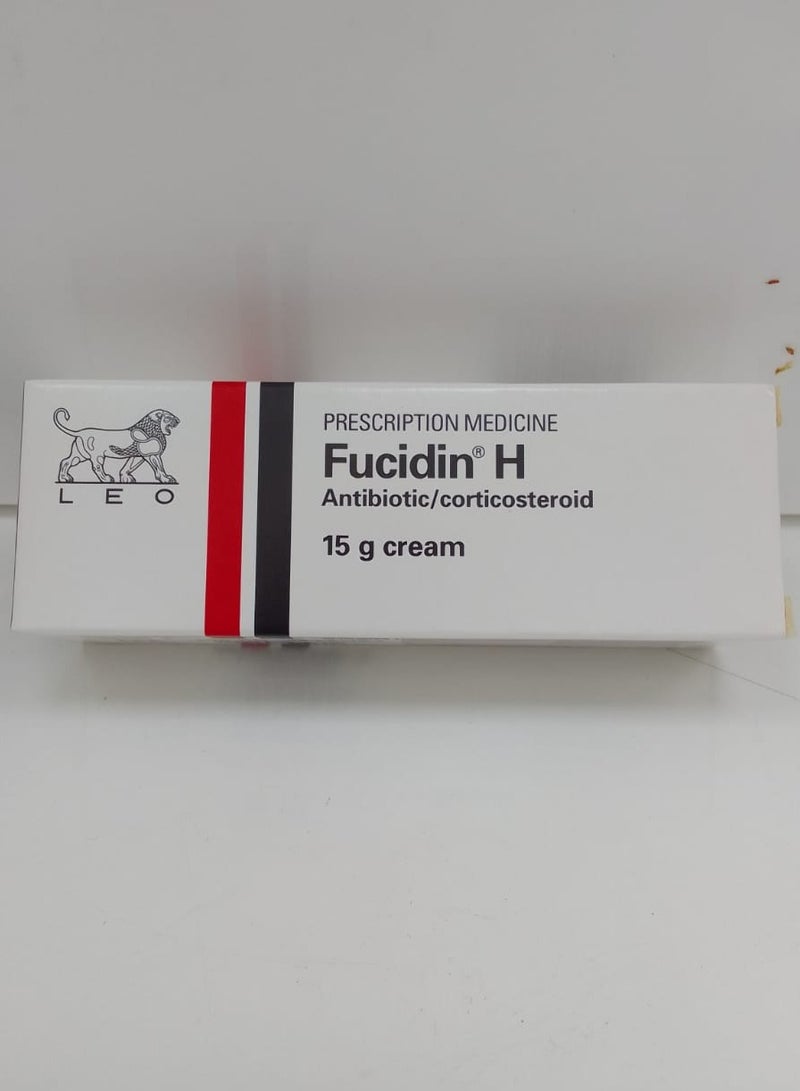 LEO
PRESCRIPTION MEDICINE
Fucidin® H
Antibiotic/corticosteroid
15 g cream